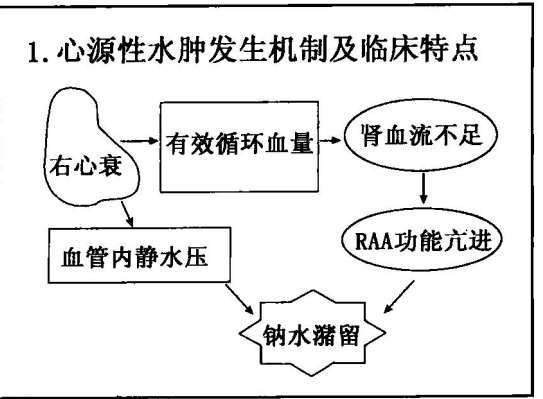 1.心源性水肿发生机制及临床特点
右心衰
有效循环血量
肾血流不足
血管内静水压
RAA功能亢进
钠水潴留